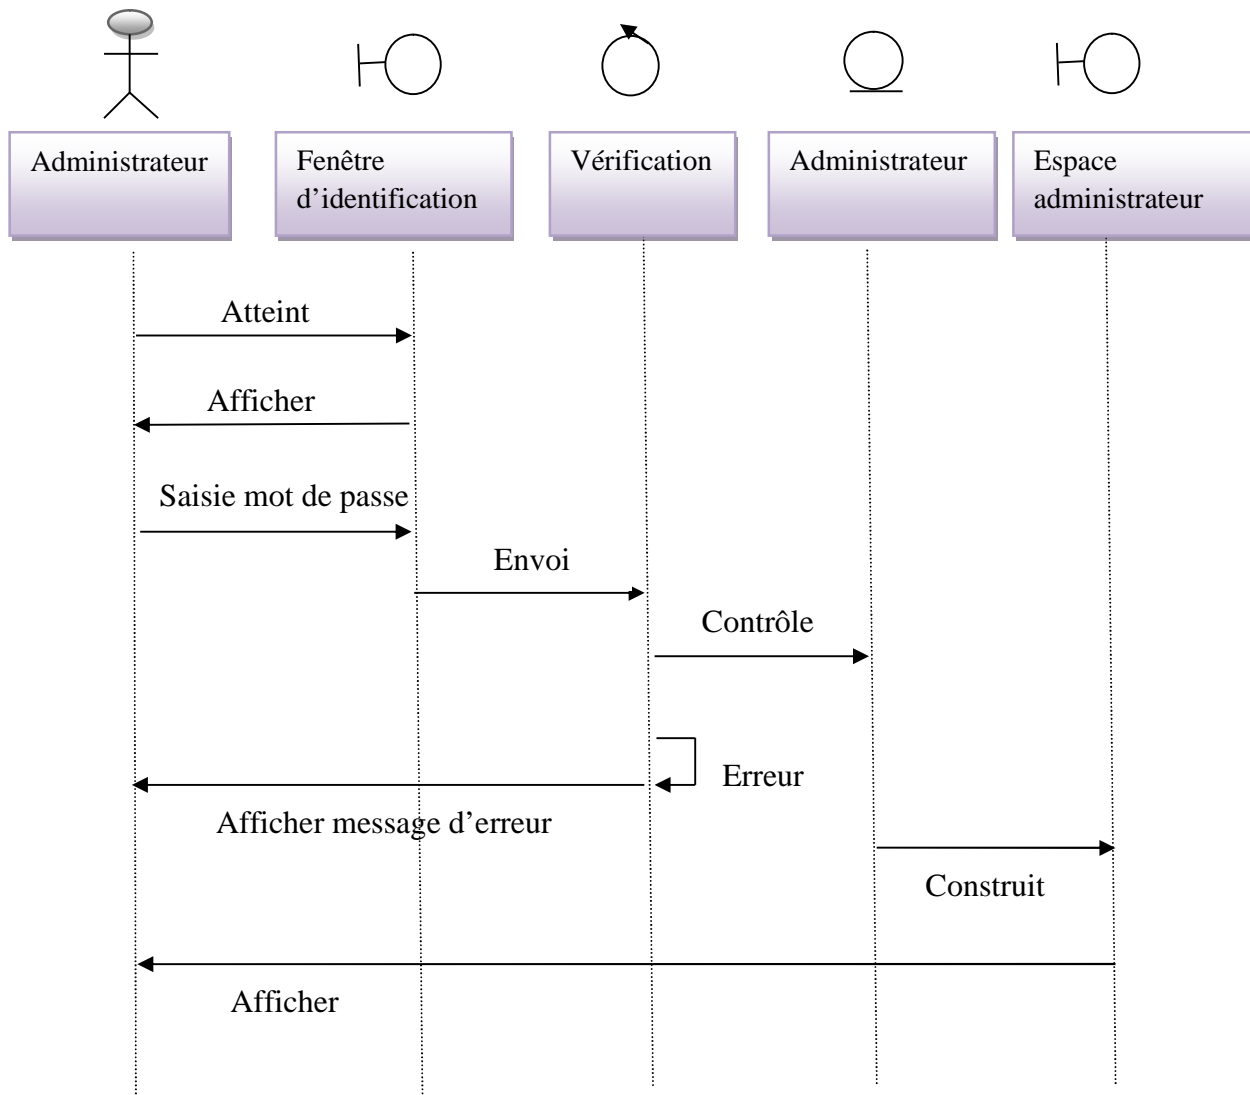 Administrateur
Fenêtre
d’identification
Vérification
Administrateur
Espace
administrateur
Atteint
Afficher
Saisie mot de passe
Envoi
Contrôle
Erreur
Afficher message d’erreur
Construit
Afficher